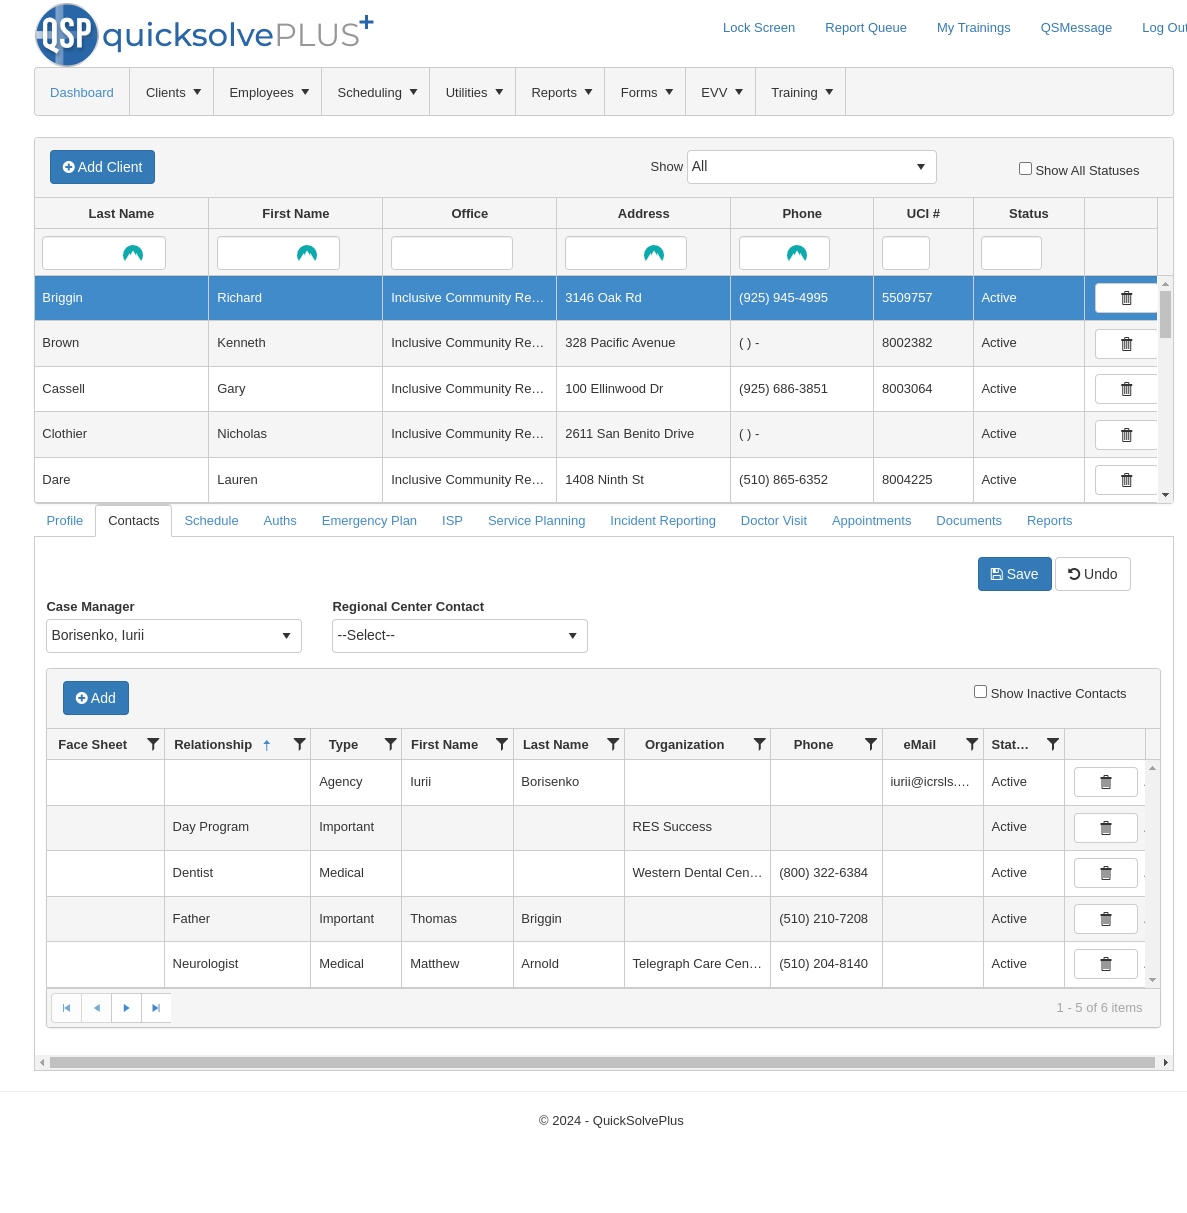 QSP quicksolvePLUS+
Lock Screen Report Queue My Trainings QSMessage Log Out
Dashboard Clients Employees Scheduling Utilities Reports Forms EVV Training
Add Client Show All Show All Statuses
Last Name First Name Office Address Phone UCI # Status
Briggin Richard Inclusive Community Re… 3146 Oak Rd (925) 945-4995 5509757 Active
Brown Kenneth Inclusive Community Re… 328 Pacific Avenue ( ) - 8002382 Active
Cassell Gary Inclusive Community Re… 100 Ellinwood Dr (925) 686-3851 8003064 Active
Clothier Nicholas Inclusive Community Re… 2611 San Benito Drive ( ) - Active
Dare Lauren Inclusive Community Re… 1408 Ninth St (510) 865-6352 8004225 Active
Profile Contacts Schedule Auths Emergency Plan ISP Service Planning Incident Reporting Doctor Visit Appointments Documents Reports
Save Undo
Case Manager Regional Center Contact
Borisenko, Iurii --Select--
Add Show Inactive Contacts
Face Sheet Relationship Type First Name Last Name Organization Phone eMail Stat…
Agency Iurii Borisenko iurii@icrsls.… Active
Day Program Important RES Success Active
Dentist Medical Western Dental Cen… (800) 322-6384 Active
Father Important Thomas Briggin (510) 210-7208 Active
Neurologist Medical Matthew Arnold Telegraph Care Cen… (510) 204-8140 Active
1 - 5 of 6 items
© 2024 - QuickSolvePlus